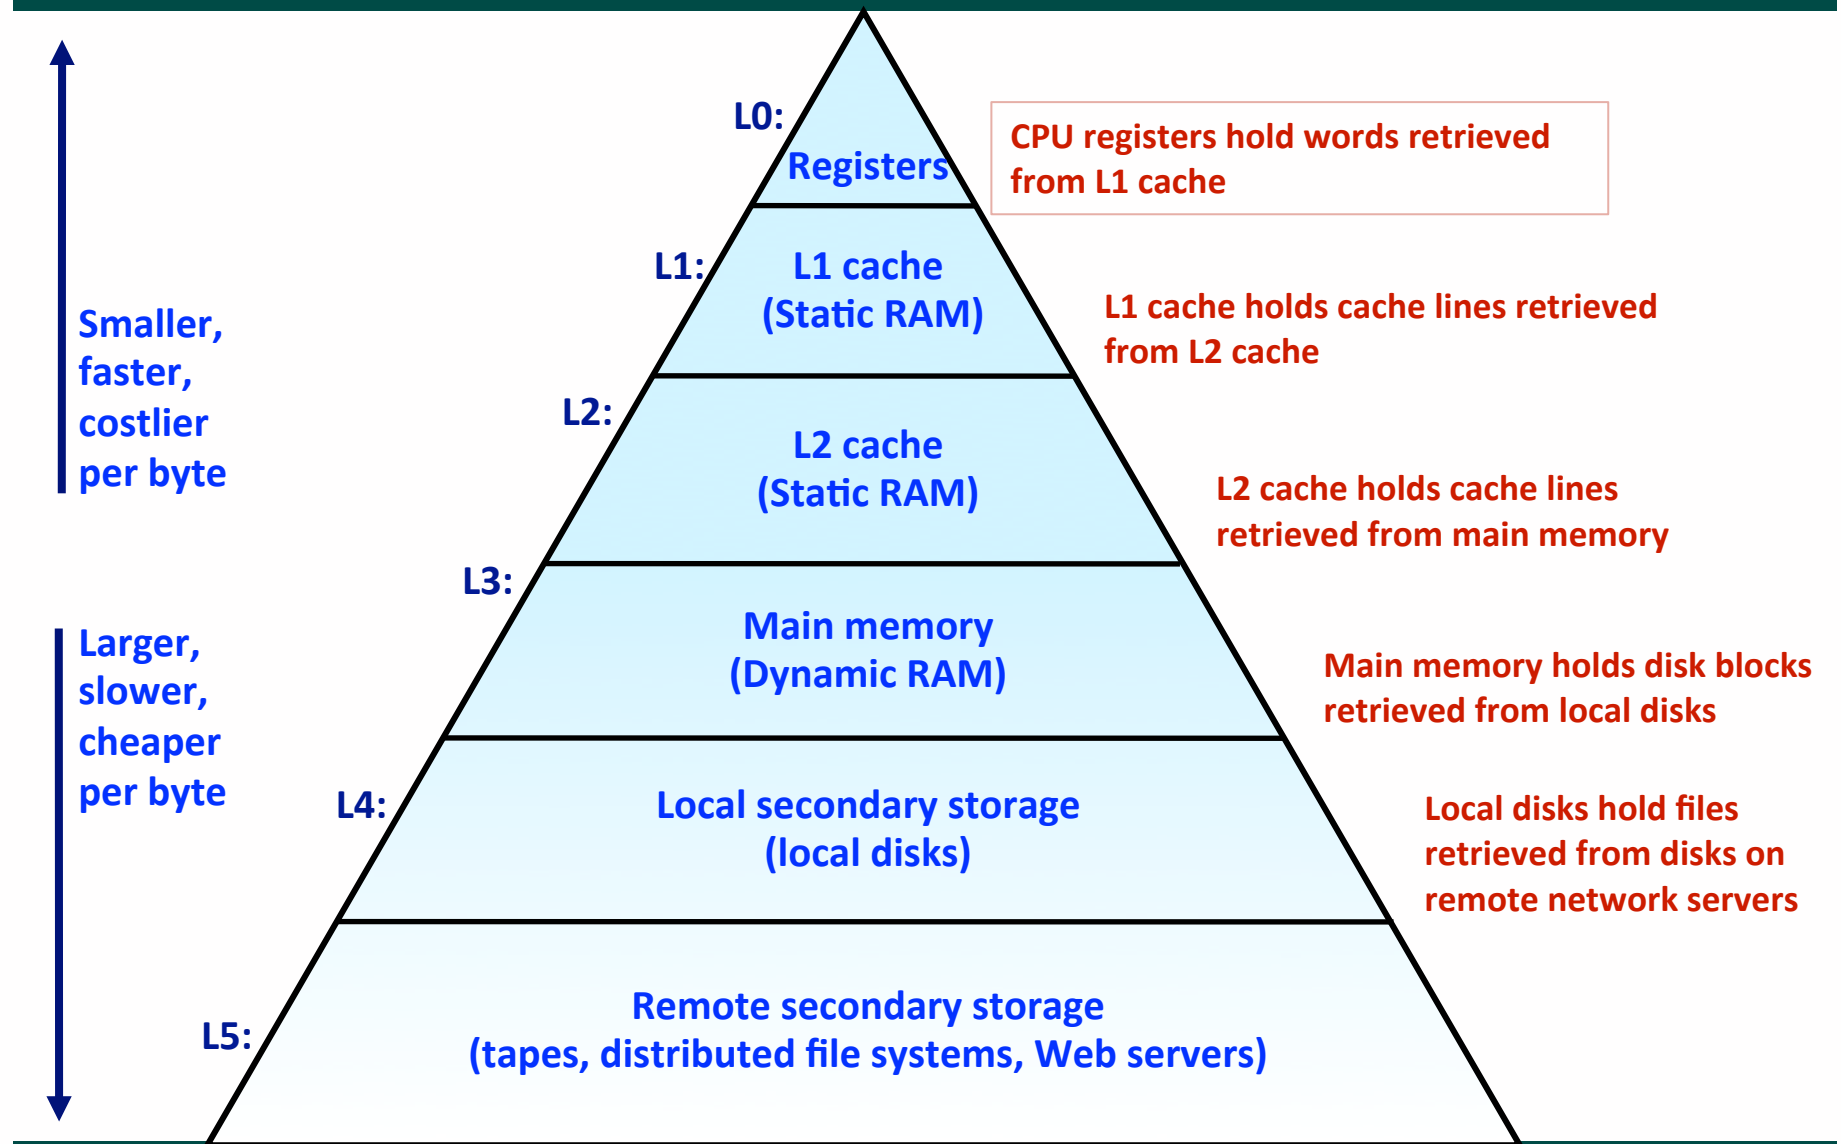 L0:
Registers
CPU registers hold words retrieved
from L1 cache
L1:
L1 cache
(Static RAM)
L1 cache holds cache lines retrieved
from L2 cache
Smaller,
faster,
costlier
per byte
L2:
L2 cache
(Static RAM)
L2 cache holds cache lines
retrieved from main memory
L3:
Main memory
(Dynamic RAM)
Main memory holds disk blocks
retrieved from local disks
Larger,
slower,
cheaper
per byte
L4:
Local secondary storage
(local disks)
Local disks hold files
retrieved from disks on
remote network servers
L5:
Remote secondary storage
(tapes, distributed file systems, Web servers)